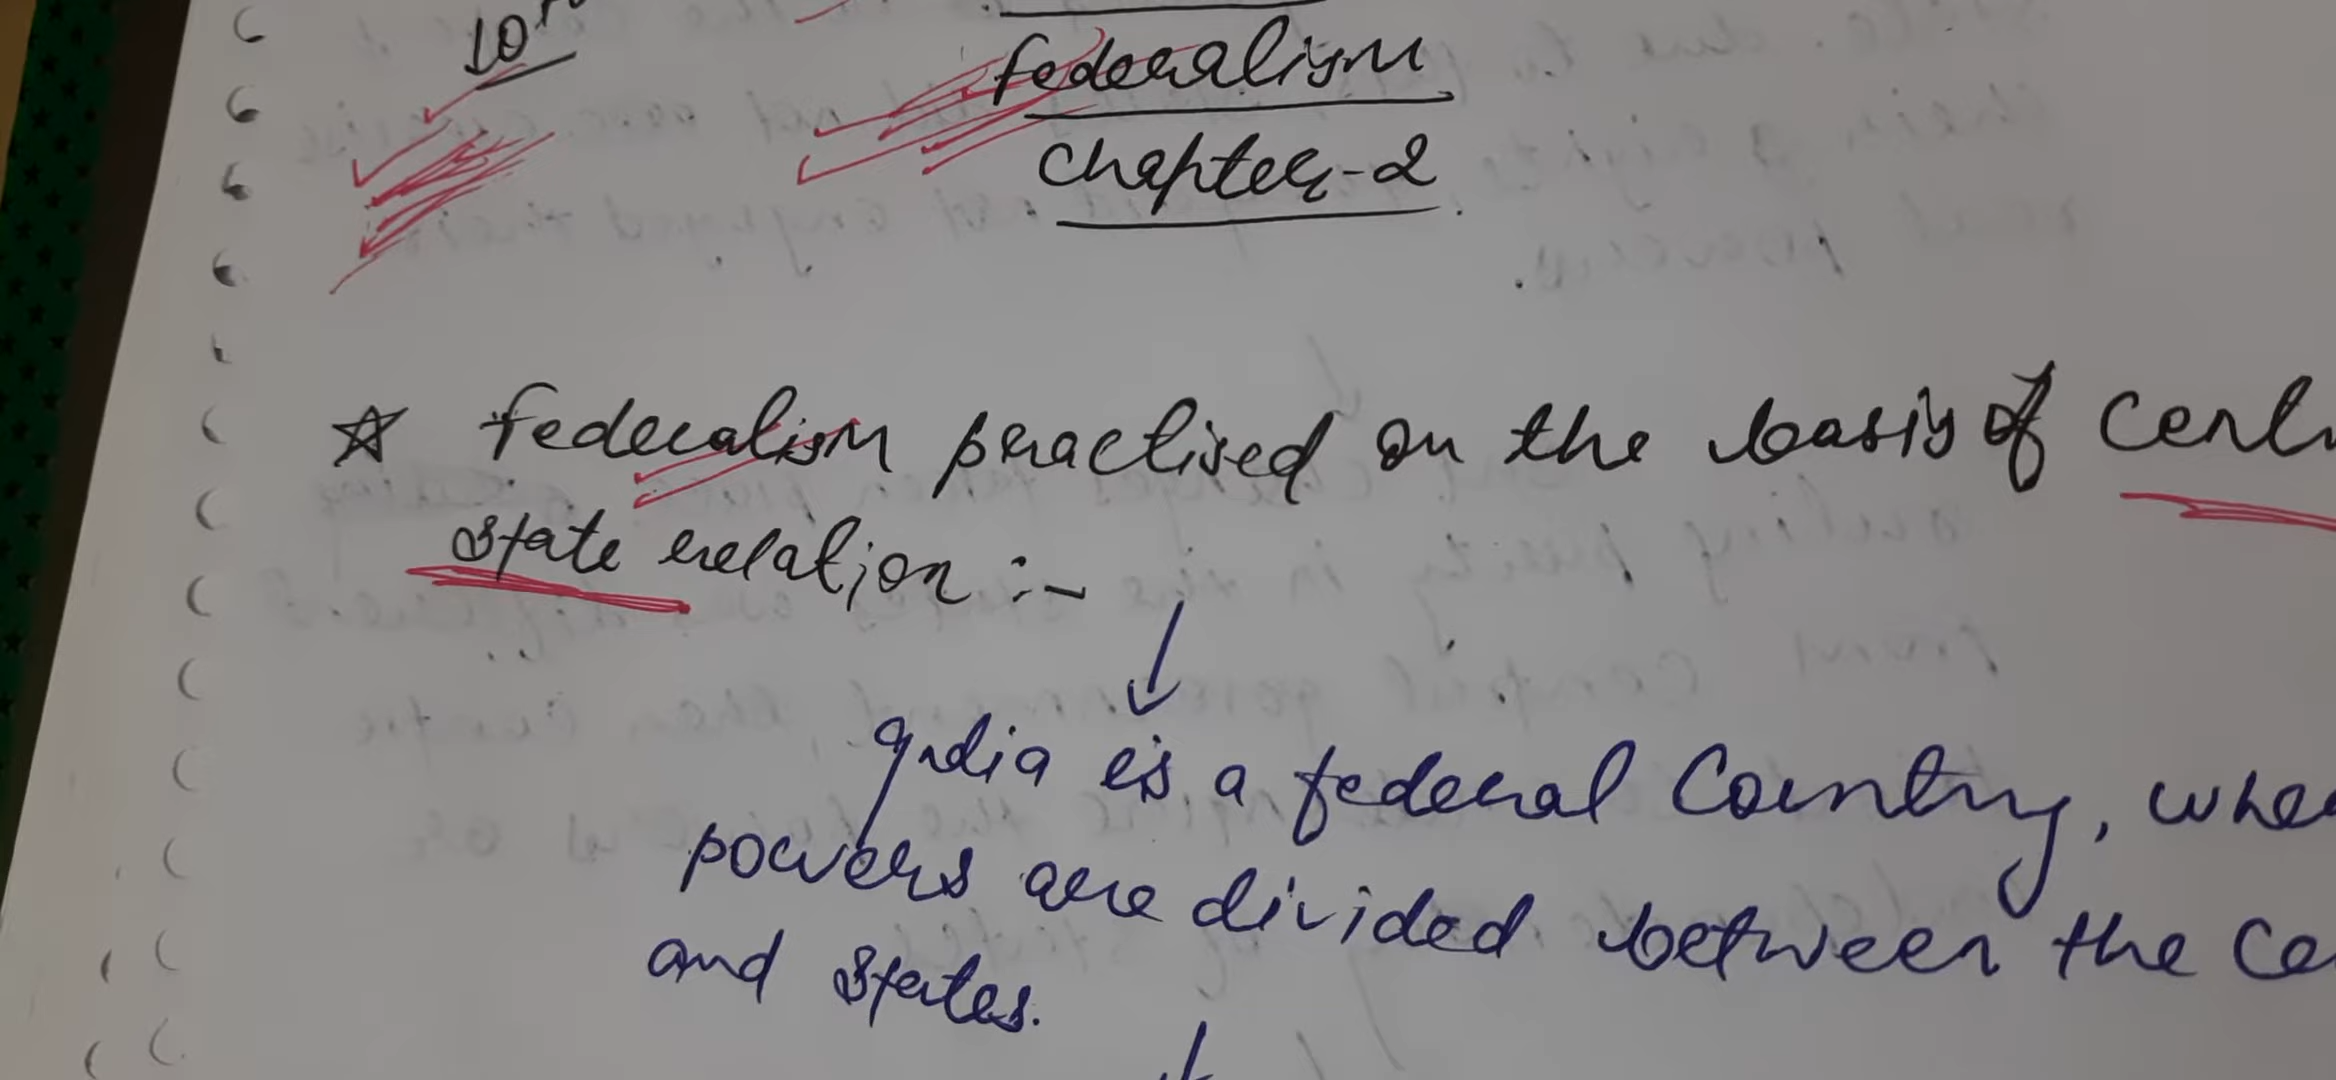 10th
Federalism
Chapter-2
☆ Federalism practised on the basis of
state relation :-
↓
India is a federal Country,
powers are divided between the
and states.
↓